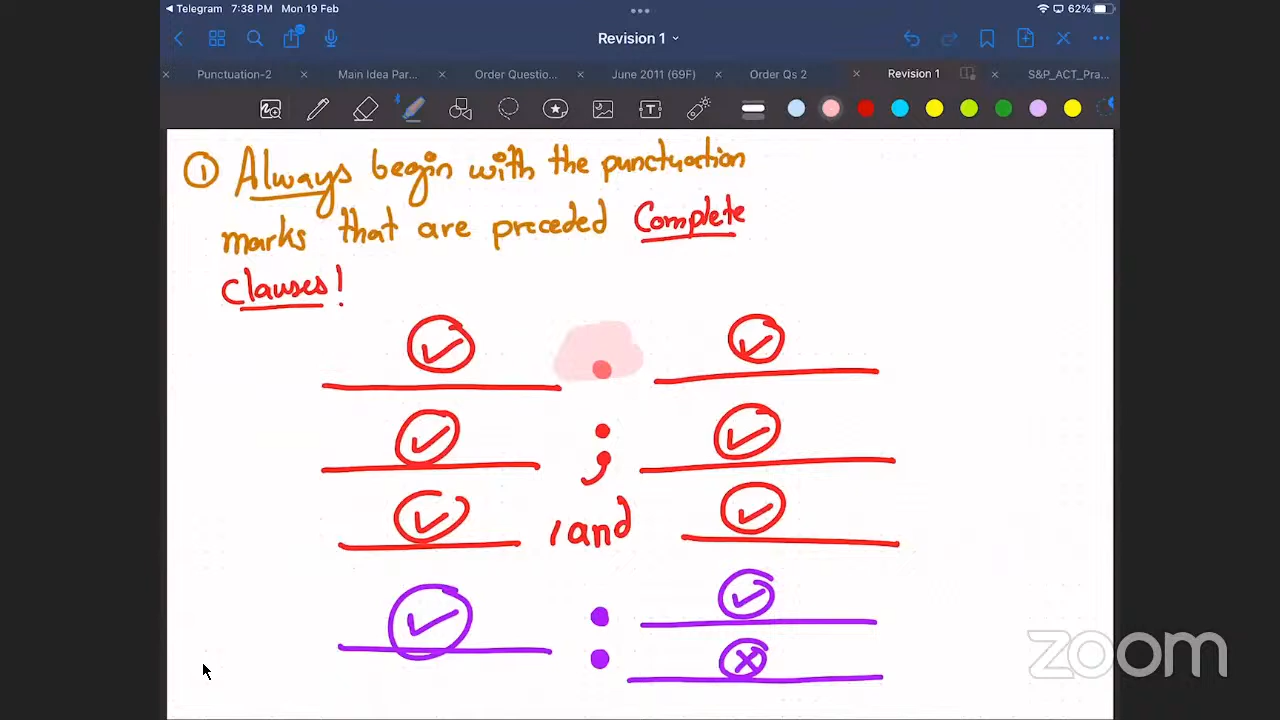 Telegram 7:38 PM Mon 19 Feb 62%
Revision 1
Punctuation-2 Main Idea Par... Order Questio... June 2011 (69F) Order Qs 2 Revision 1 S&P_ACT_Pra...
① Always begin with the punctuation
marks that are preceded Complete
Clauses!
.
;
, and
:
zoom